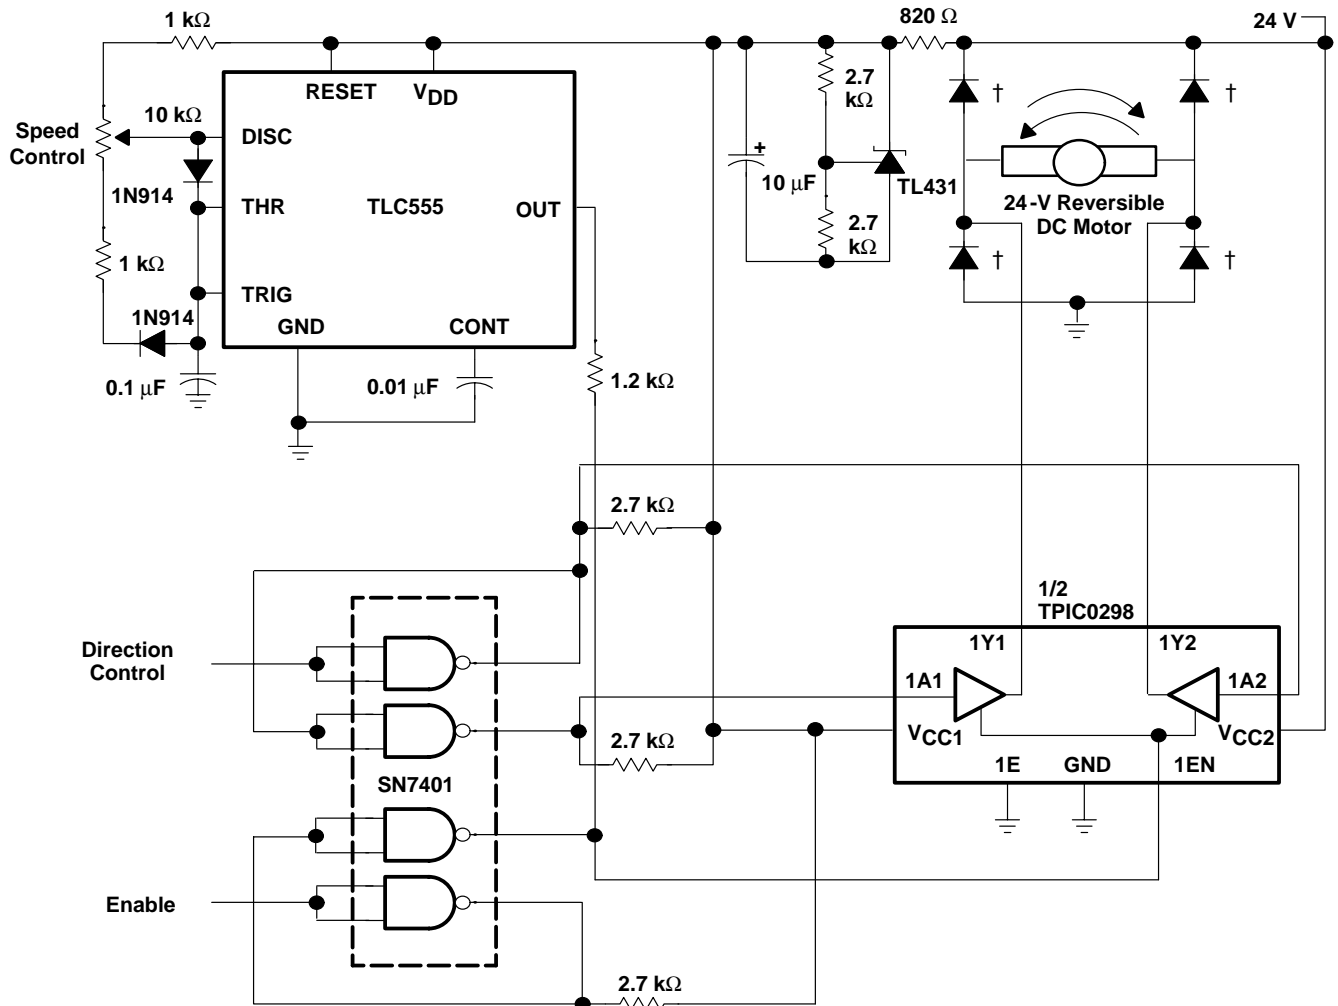 1 kΩ
820 Ω
24 V
RESET
VDD
2.7
kΩ
†
†
Speed
Control
10 kΩ
DISC
1N914
THR
TLC555
OUT
+
10 μF
TL431
24-V Reversible
DC Motor
2.7
kΩ
†
†
1 kΩ
TRIG
1N914
GND
CONT
0.1 μF
0.01 μF
1.2 kΩ
2.7 kΩ
1/2
TPIC0298
Direction
Control
1Y1
1Y2
1A1
1A2
VCC1
VCC2
2.7 kΩ
1E
GND
1EN
SN7401
Enable
2.7 kΩ